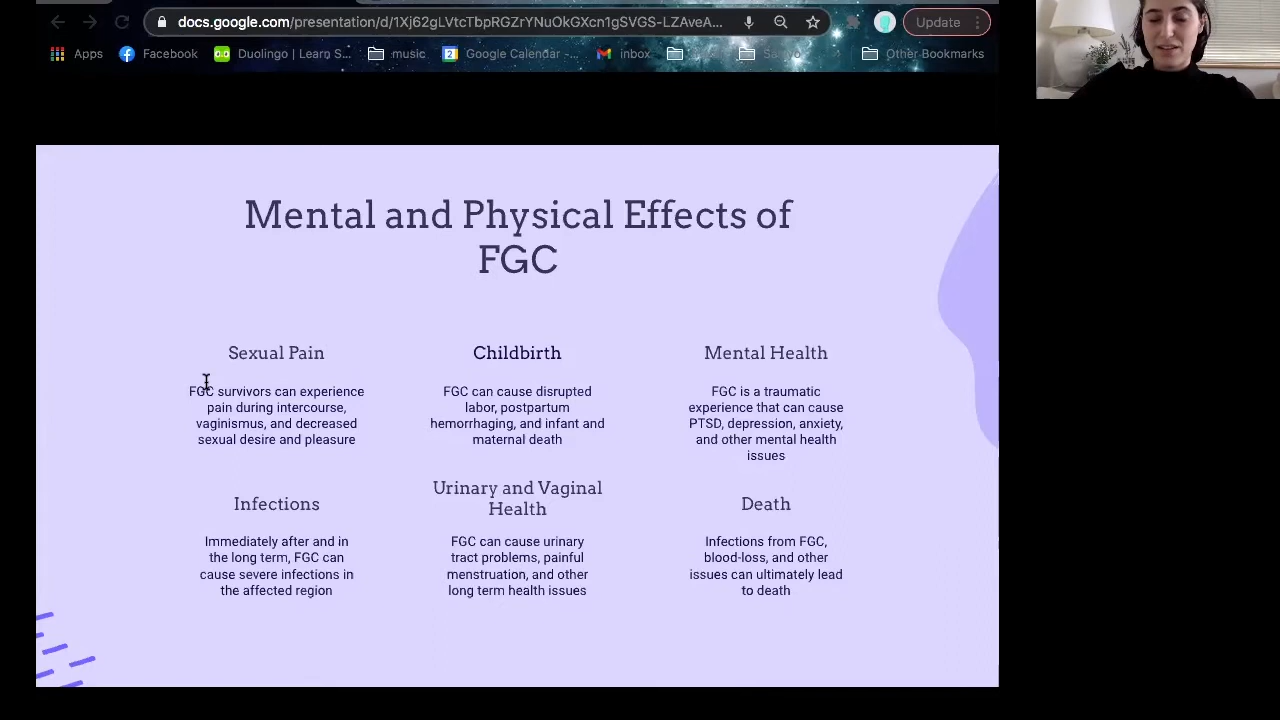 docs.google.com/presentation/d/1Xj62gLVtcTbpRGZrYNuOkGXcn1gSVGS-LZAveA...
Update
Apps
Facebook
Duolingo | Learn S...
music
Google Calendar -...
inbox
Other Bookmarks
Mental and Physical Effects of
FGC
Sexual Pain
FGC survivors can experience
pain during intercourse,
vaginismus, and decreased
sexual desire and pleasure
Childbirth
FGC can cause disrupted
labor, postpartum
hemorrhaging, and infant and
maternal death
Mental Health
FGC is a traumatic
experience that can cause
PTSD, depression, anxiety,
and other mental health
issues
Infections
Immediately after and in
the long term, FGC can
cause severe infections in
the affected region
Urinary and Vaginal
Health
FGC can cause urinary
tract problems, painful
menstruation, and other
long term health issues
Death
Infections from FGC,
blood-loss, and other
issues can ultimately lead
to death